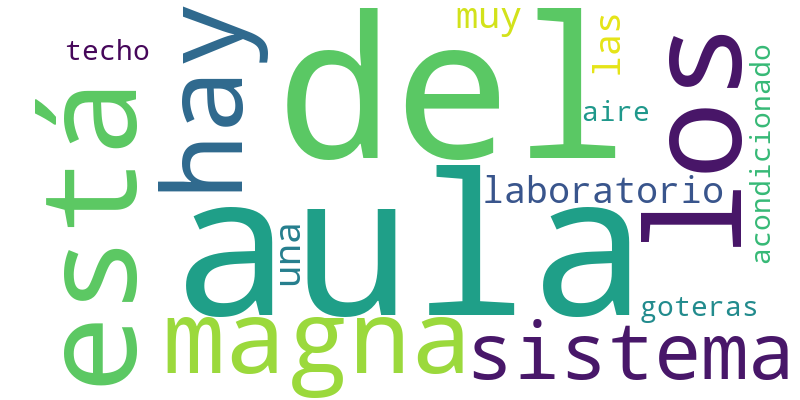 techo
está
hay
del
muy
las
aire
los
acondicionado
laboratorio
aula
una
magna
goteras
sistema